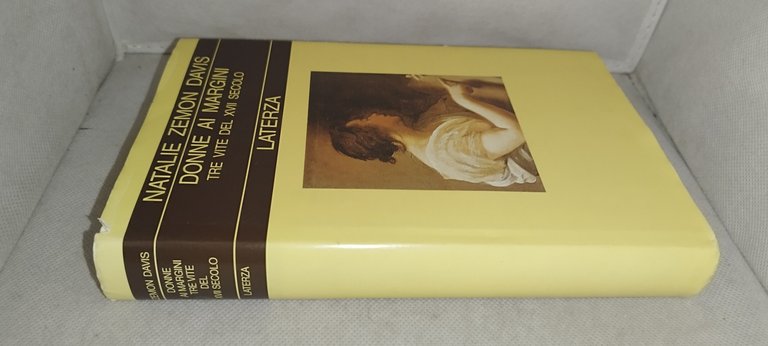 NATALIE ZEMON DAVIS
DONNE AI MARGINI
TRE VITE DEL XVII SECOLO
LATERZA
ZEMON DAVIS
DONNE
AI MARGINI
TRE VITE
DEL
XVII SECOLO
LATERZA